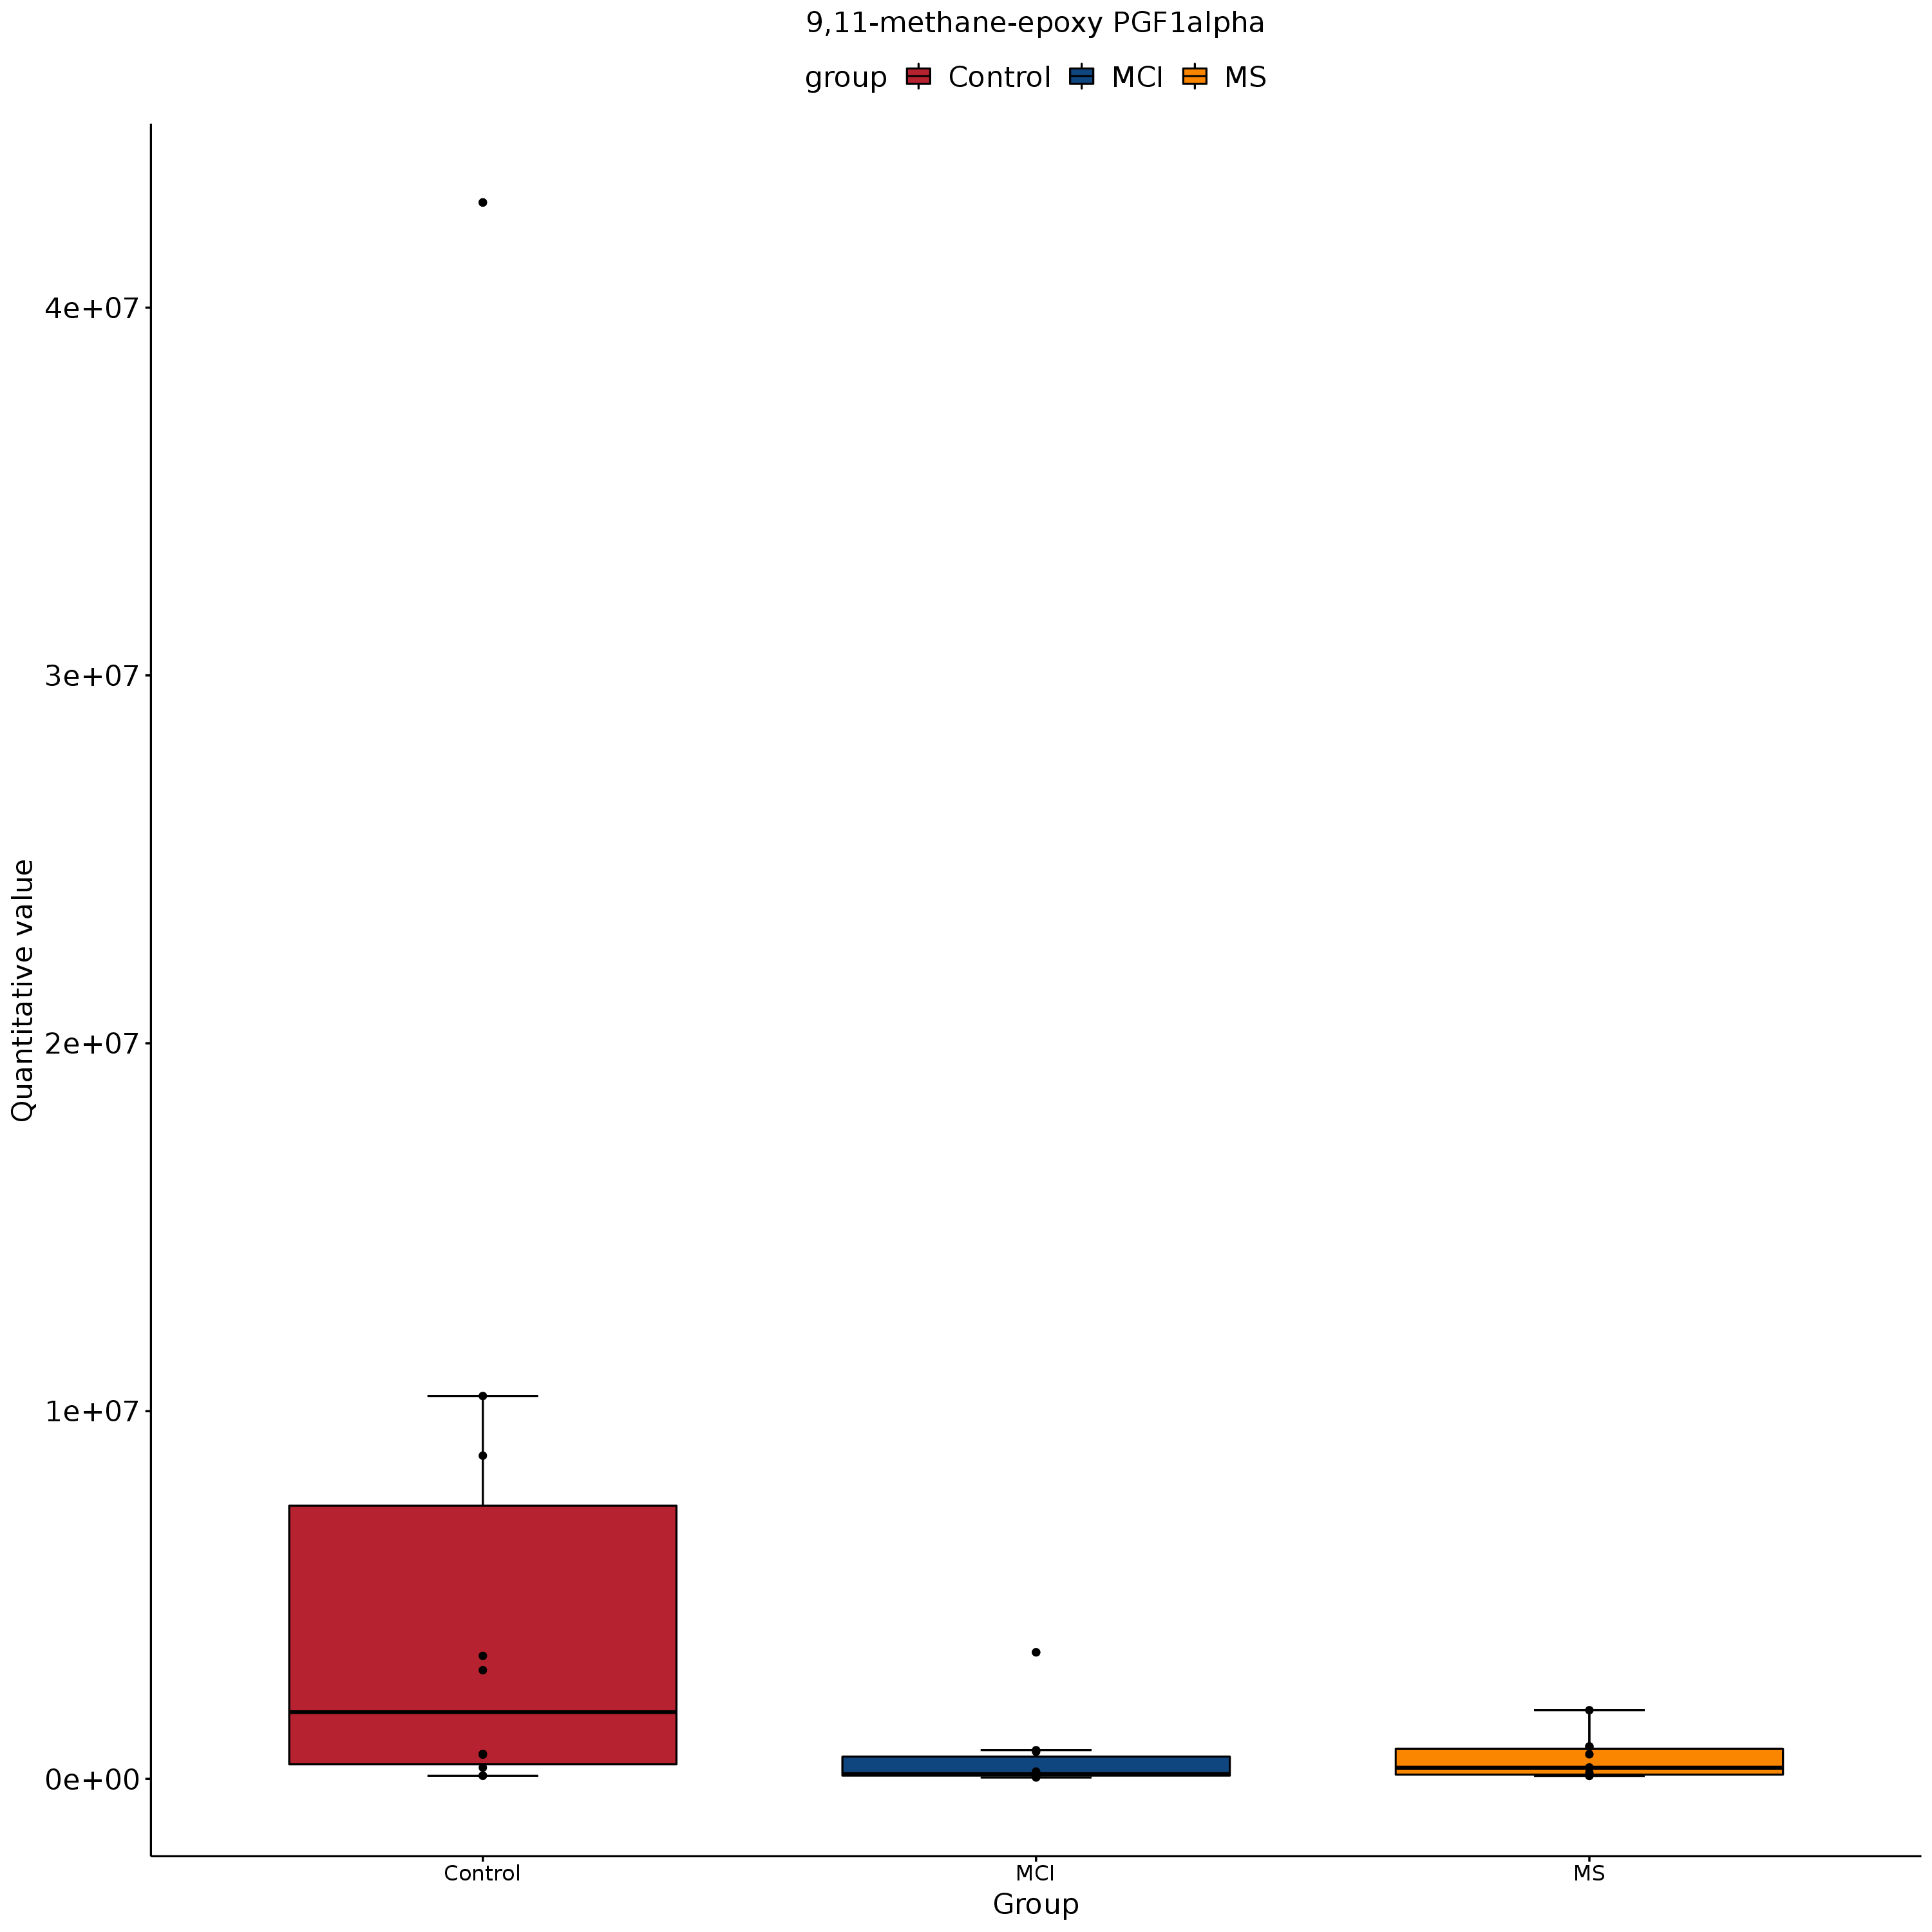 9,11-methane-epoxy PGF1alpha
group Control MCI MS
Quantitative value
4e+07
3e+07
2e+07
1e+07
0e+00
Control MCI MS
Group